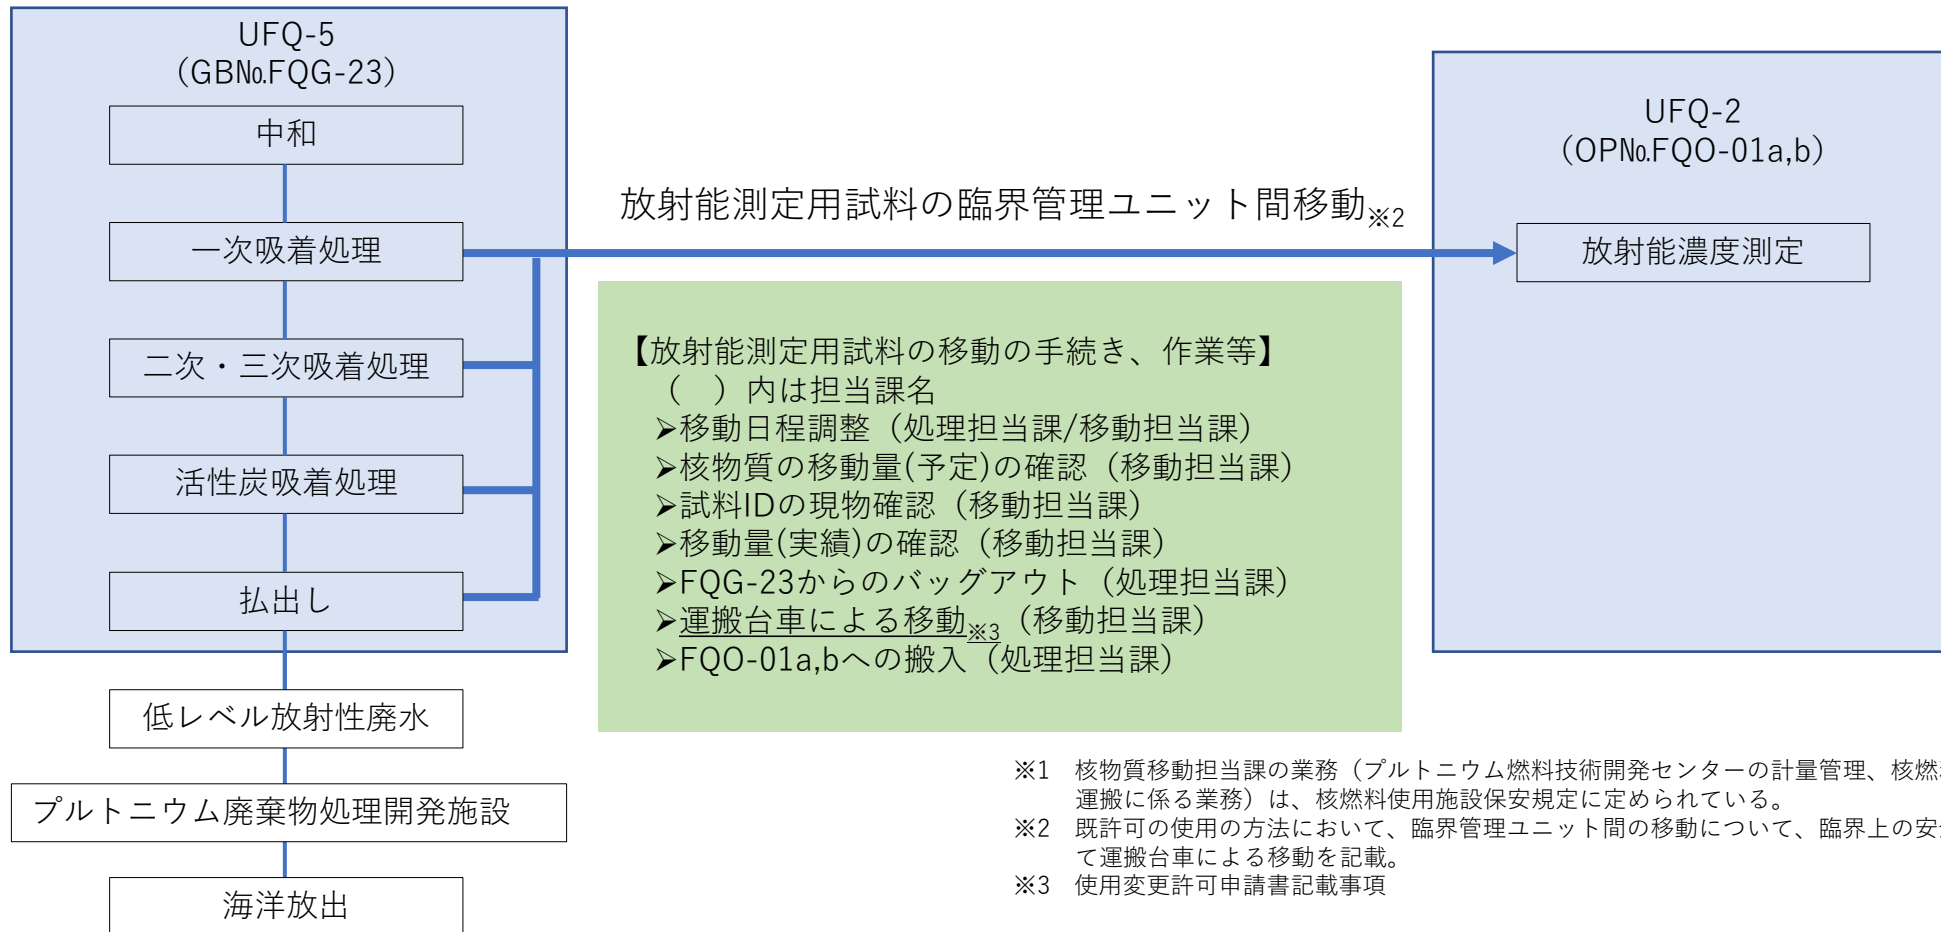 UFQ-5
（GB№.FQG-23）
中和
一次吸着処理
二次・三次吸着処理
活性炭吸着処理
払出し
低レベル放射性廃水
プルトニウム廃棄物処理開発施設
海洋放出
放射能測定用試料の臨界管理ユニット間移動※2
UFQ-2
（OP№.FQO-01a,b）
放射能濃度測定
【放射能測定用試料の移動の手続き、作業等】
（　）内は担当課名
➢移動日程調整（処理担当課/移動担当課）
➢核物質の移動量(予定)の確認（移動担当課）
➢試料IDの現物確認（移動担当課）
➢移動量(実績)の確認（移動担当課）
➢FQG-23からのバッグアウト（処理担当課）
➢運搬台車による移動※3（移動担当課）
➢FQO-01a,bへの搬入（処理担当課）
※1　核物質移動担当課の業務（プルトニウム燃料技術開発センターの計量管理、核燃
運搬に係る業務）は、核燃料使用施設保安規定に定められている。
※2　既許可の使用の方法において、臨界管理ユニット間の移動について、臨界上の安
て運搬台車による移動を記載。
※3　使用変更許可申請書記載事項